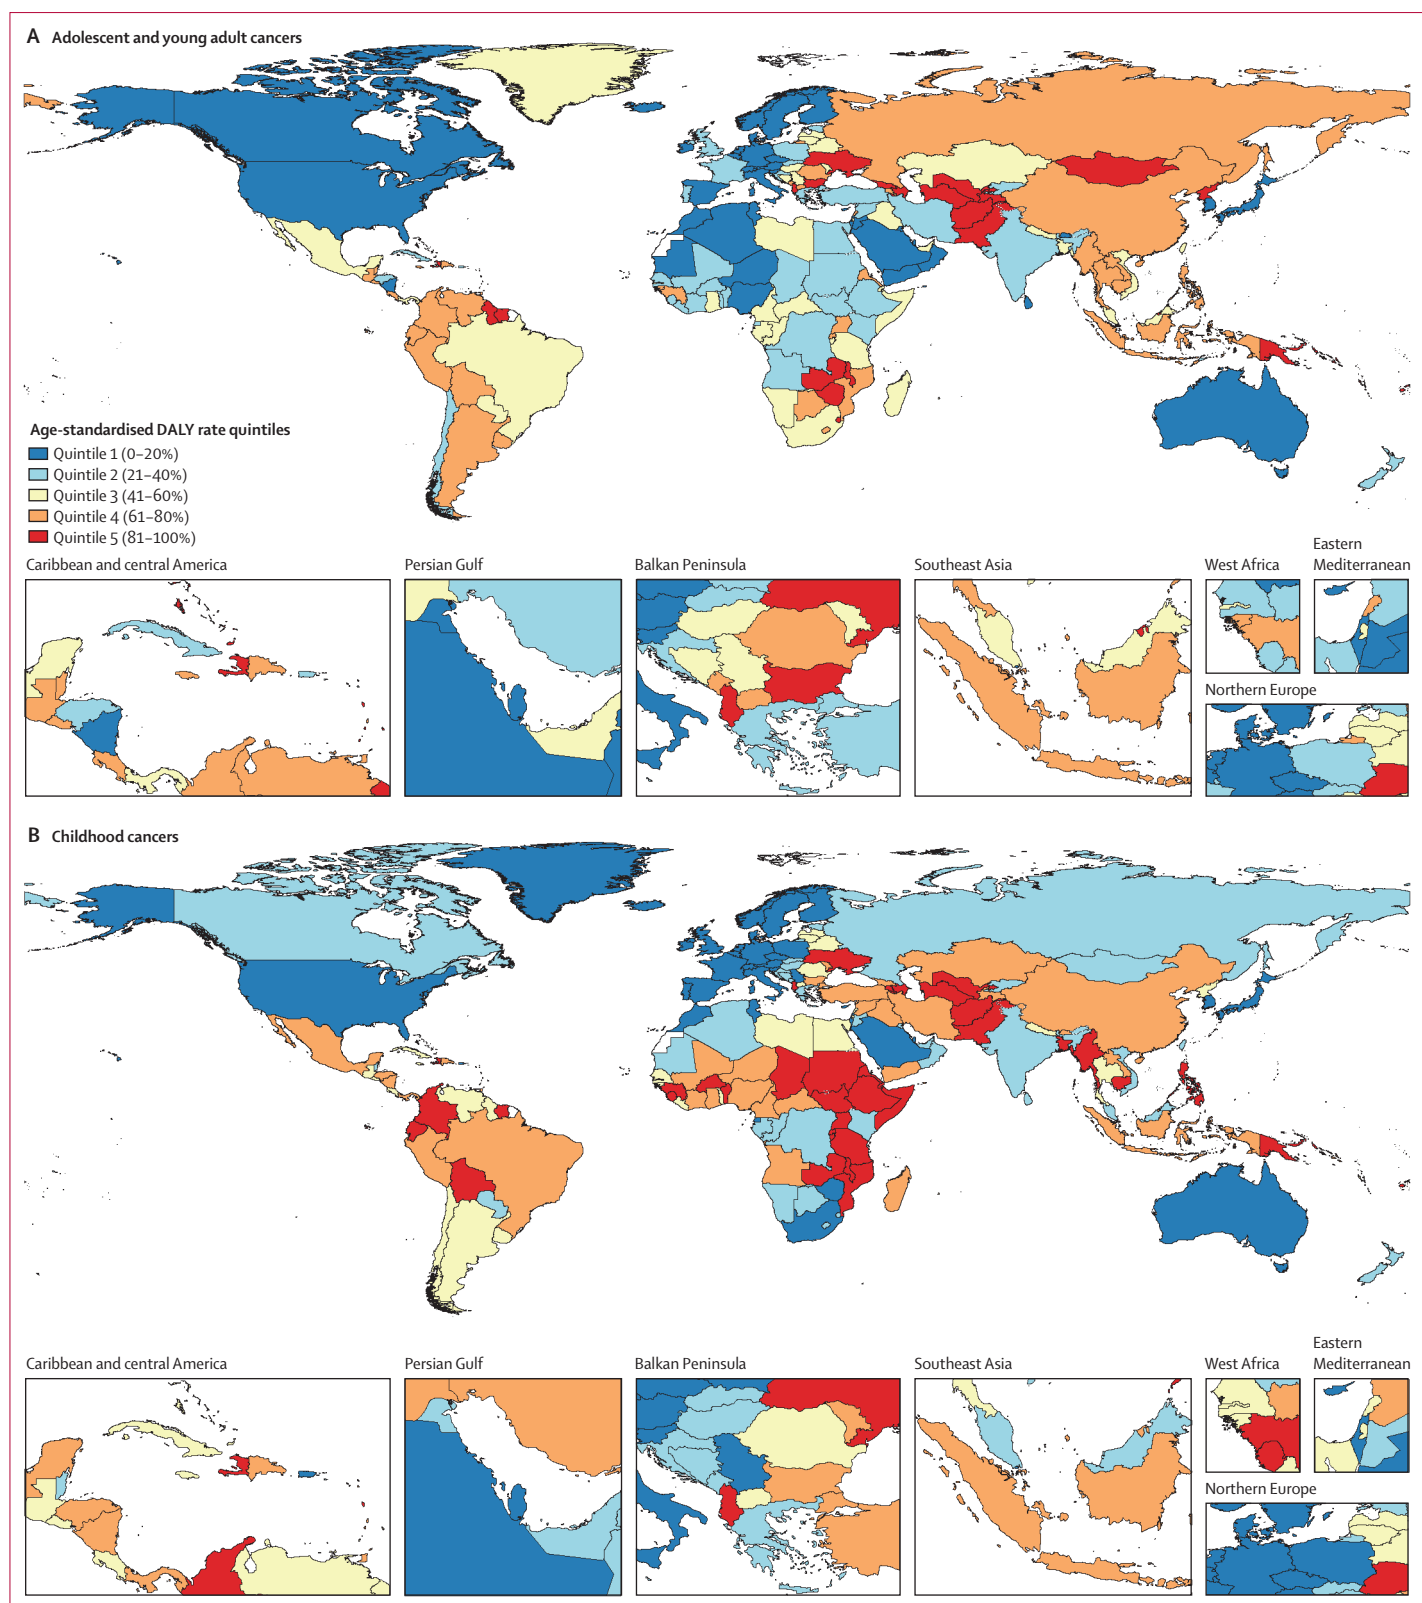 A Adolescent and young adult cancers
Age-standardised DALY rate quintiles
Quintile 1 (0–20%)
Quintile 2 (21–40%)
Quintile 3 (41–60%)
Quintile 4 (61–80%)
Quintile 5 (81–100%)
Caribbean and central America
Persian Gulf
Balkan Peninsula
Southeast Asia
West Africa
Eastern
Mediterranean
Northern Europe
B Childhood cancers
Caribbean and central America
Persian Gulf
Balkan Peninsula
Southeast Asia
West Africa
Eastern
Mediterranean
Northern Europe